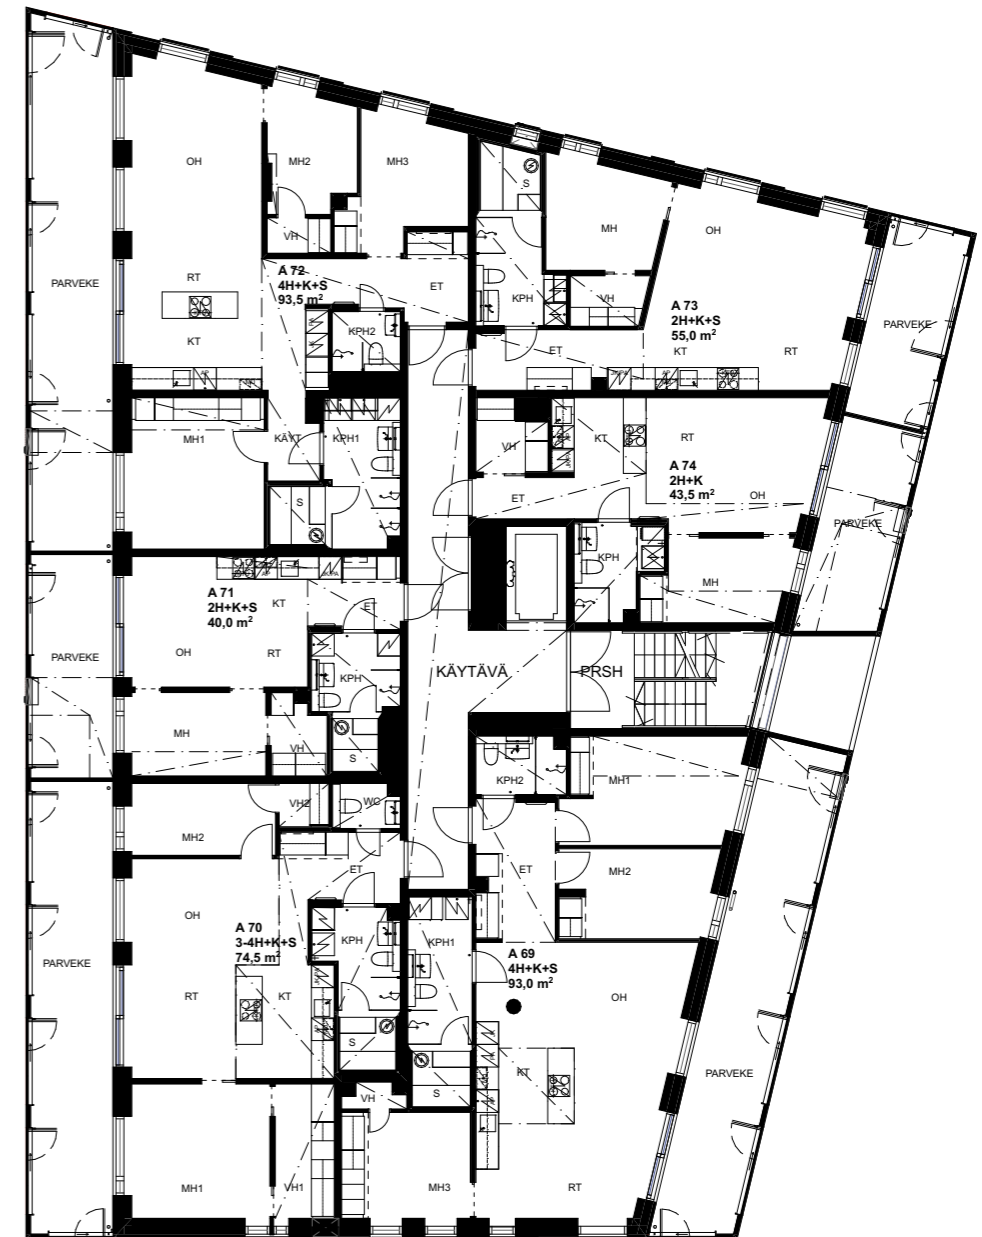 OH
MH2
MH3
S
VH
MH
OH
A 72
4H+K+S
93,5 m²
RT
ET
PARVEKE
KPH
VH
A 73
2H+K+S
55,0 m²
PARVEKE
KPH2
KT
ET
KT
RT
MH1
KÄYT
KPH1
VH
KT
RT
A 74
2H+K
43,5 m²
S
ET
OH
PARVEKE
KPH
MH
A 71
2H+K+S
40,0 m²
KT
ET
OH
RT
PARVEKE
KPH
KÄYTÄVÄ
PRSH
MH
VH
S
KPH2
MH1
VH2
WC
MH2
ET
ET
MH2
OH
A 70
3-4H+K+S
74,5 m²
KPH
KPH1
A 69
4H+K+S
93,0 m²
PARVEKE
RT
KT
OH
S
KT
PARVEKE
S
VH
MH1
VH1
MH3
RT